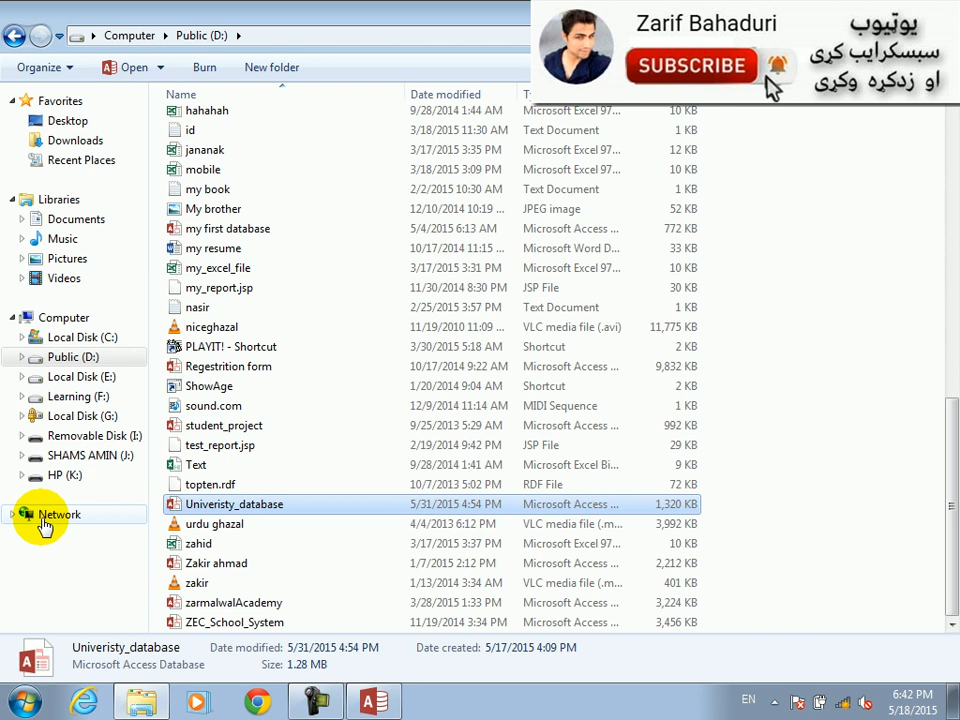 Computer Public (D:)
Zarif Bahaduri
SUBSCRIBE
یوټیوب
سبسکرایب کړی
او زدکړه وکړی
Organize Open Burn New folder
Name Date modified
hahahah 9/28/2014 1:44 AM Microsoft Excel 97... 10 KB
id 3/18/2015 11:30 AM Text Document 1 KB
jananak 3/17/2015 3:35 PM Microsoft Excel 97... 12 KB
mobile 3/18/2015 3:09 PM Microsoft Excel 97... 10 KB
my book 2/2/2015 10:30 AM Text Document 1 KB
My brother 12/10/2014 10:19 ... JPEG image 52 KB
my first database 5/4/2015 6:13 AM Microsoft Access ... 772 KB
my resume 10/17/2014 11:15 ... Microsoft Word D... 33 KB
my_excel_file 3/17/2015 3:31 PM Microsoft Excel 97... 10 KB
my_report.jsp 11/30/2014 8:30 PM JSP File 30 KB
nasir 2/25/2015 3:57 PM Text Document 1 KB
niceghazal 11/19/2010 11:09 ... VLC media file (.avi) 11,775 KB
PLAYIT! - Shortcut 3/30/2015 5:18 AM Shortcut 2 KB
Regestrition form 10/17/2014 9:22 AM Microsoft Access ... 9,832 KB
ShowAge 1/20/2014 9:04 AM Shortcut 2 KB
sound.com 12/9/2014 11:14 AM MIDI Sequence 1 KB
student_project 9/25/2013 5:29 AM Microsoft Access ... 992 KB
test_report.jsp 2/19/2014 9:42 PM JSP File 29 KB
Text 9/28/2014 1:41 AM Microsoft Excel Bi... 9 KB
topten.rdf 10/7/2013 5:02 PM RDF File 72 KB
Univeristy_database 5/31/2015 4:54 PM Microsoft Access ... 1,320 KB
urdu ghazal 4/4/2013 6:12 PM VLC media file (.m... 3,992 KB
zahid 3/17/2015 3:37 PM Microsoft Excel 97... 10 KB
Zakir ahmad 1/7/2015 2:12 PM Microsoft Access ... 2,212 KB
zakir 1/13/2014 3:34 AM VLC media file (.m... 401 KB
zarmalwalAcademy 3/28/2015 1:33 PM Microsoft Access ... 3,224 KB
ZEC_School_System 11/19/2014 3:34 PM Microsoft Access ... 3,456 KB
Favorites
Desktop
Downloads
Recent Places
Libraries
Documents
Music
Pictures
Videos
Computer
Local Disk (C:)
Public (D:)
Local Disk (E:)
Learning (F:)
Local Disk (G:)
Removable Disk (I:)
SHAMS AMIN (J:)
HP (K:)
Network
Univeristy_database Date modified: 5/31/2015 4:54 PM Date created: 5/17/2015 4:09 PM
Microsoft Access Database Size: 1.28 MB
EN 6:42 PM
5/18/2015